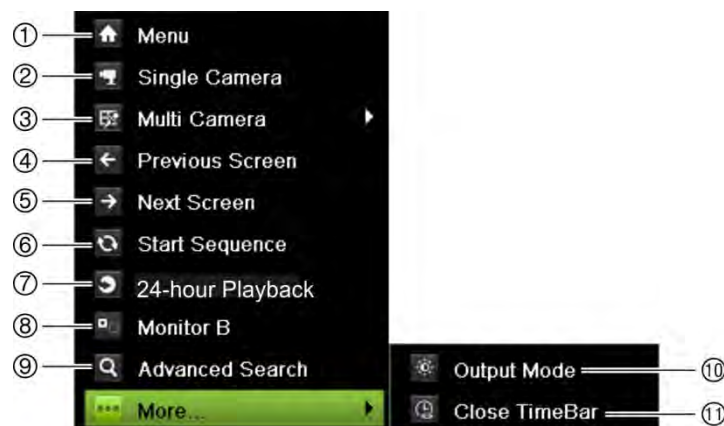 ① Menu
② Single Camera
③ Multi Camera
④ Previous Screen
⑤ Next Screen
⑥ Start Sequence
⑦ 24-hour Playback
⑧ Monitor B
⑨ Advanced Search
More...
Output Mode ⑩
Close TimeBar ⑪